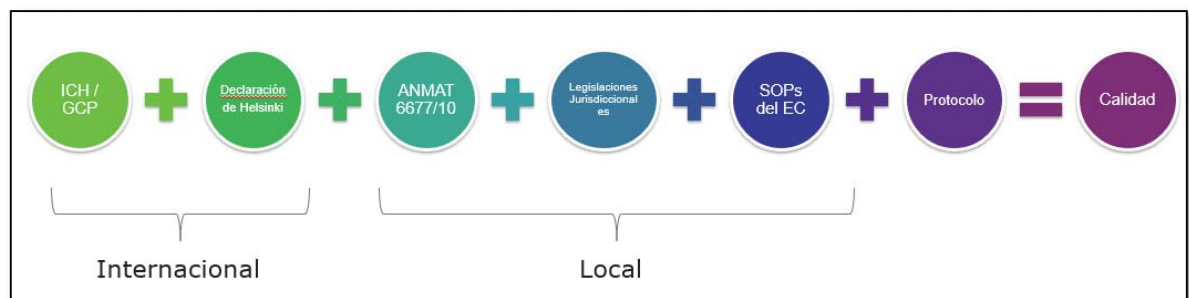 ICH /
GCP
Declaración
de Helsinki
ANMAT
6677/10
Legislaciones
Jurisdiccional
es
SOPs
del EC
Protocolo
Calidad
Internacional
Local